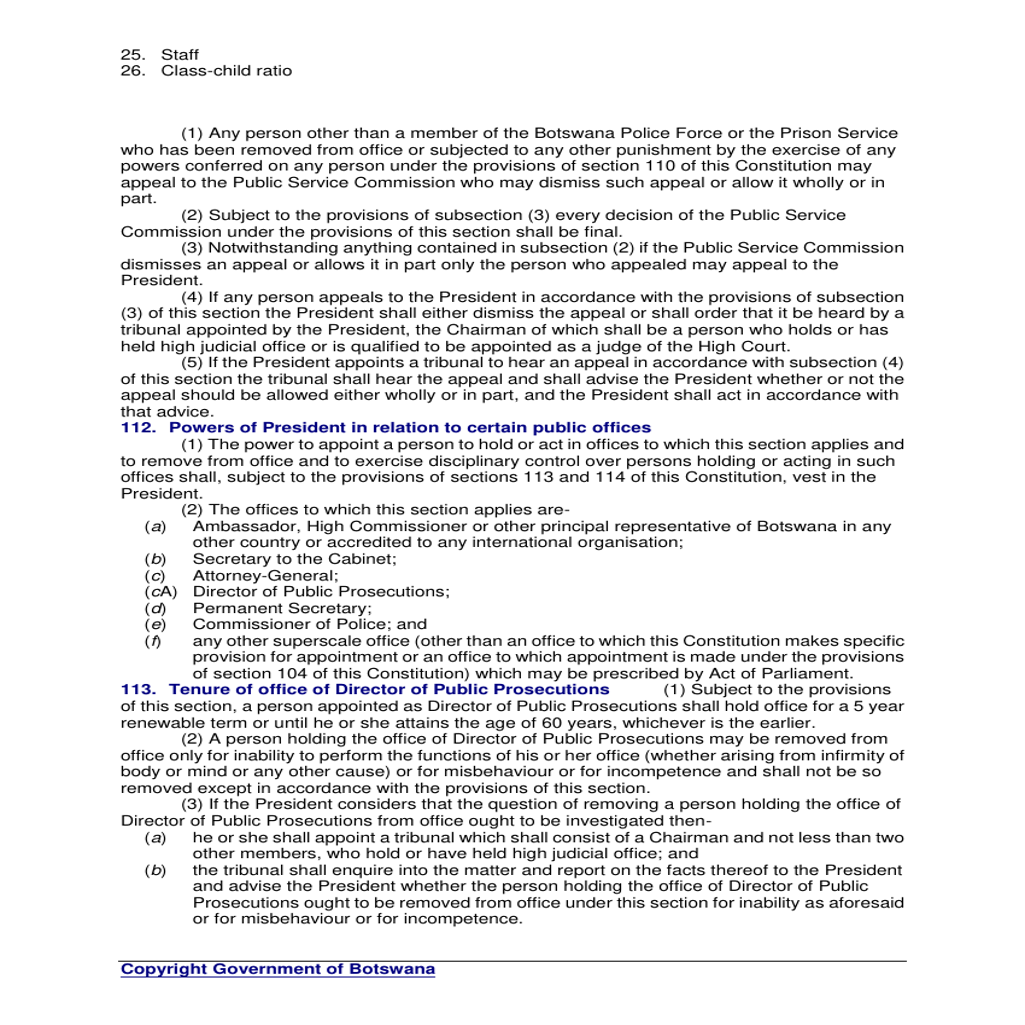 25. Staff
26. Class-child ratio
(1) Any person other than a member of the Botswana Police Force or the Prison Service
who has been removed from office or subjected to any other punishment by the exercise of any
powers conferred on any person under the provisions of section 110 of this Constitution may
appeal to the Public Service Commission who may dismiss such appeal or allow it wholly or in
part.
(2) Subject to the provisions of subsection (3) every decision of the Public Service
Commission under the provisions of this section shall be final.
(3) Notwithstanding anything contained in subsection (2) if the Public Service Commission
dismisses an appeal or allows it in part only the person who appealed may appeal to the
President.
(4) If any person appeals to the President in accordance with the provisions of subsection
(3) of this section the President shall either dismiss the appeal or shall order that it be heard by a
tribunal appointed by the President, the Chairman of which shall be a person who holds or has
held high judicial office or is qualified to be appointed as a judge of the High Court.
(5) If the President appoints a tribunal to hear an appeal in accordance with subsection (4)
of this section the tribunal shall hear the appeal and shall advise the President whether or not the
appeal should be allowed either wholly or in part, and the President shall act in accordance with
that advice.
112. Powers of President in relation to certain public offices
(1) The power to appoint a person to hold or act in offices to which this section applies and
to remove from office and to exercise disciplinary control over persons holding or acting in such
offices shall, subject to the provisions of sections 113 and 114 of this Constitution, vest in the
President.
(2) The offices to which this section applies are-
(a) Ambassador, High Commissioner or other principal representative of Botswana in any
other country or accredited to any international organisation;
(b) Secretary to the Cabinet;
(c) Attorney-General;
(cA) Director of Public Prosecutions;
(d) Permanent Secretary;
(e) Commissioner of Police; and
(f) any other superscale office (other than an office to which this Constitution makes specific
provision for appointment or an office to which appointment is made under the provisions
of section 104 of this Constitution) which may be prescribed by Act of Parliament.
113. Tenure of office of Director of Public Prosecutions (1) Subject to the provisions
of this section, a person appointed as Director of Public Prosecutions shall hold office for a 5 year
renewable term or until he or she attains the age of 60 years, whichever is the earlier.
(2) A person holding the office of Director of Public Prosecutions may be removed from
office only for inability to perform the functions of his or her office (whether arising from infirmity of
body or mind or any other cause) or for misbehaviour or for incompetence and shall not be so
removed except in accordance with the provisions of this section.
(3) If the President considers that the question of removing a person holding the office of
Director of Public Prosecutions from office ought to be investigated then-
(a) he or she shall appoint a tribunal which shall consist of a Chairman and not less than two
other members, who hold or have held high judicial office; and
(b) the tribunal shall enquire into the matter and report on the facts thereof to the President
and advise the President whether the person holding the office of Director of Public
Prosecutions ought to be removed from office under this section for inability as aforesaid
or for misbehaviour or for incompetence.
Copyright Government of Botswana